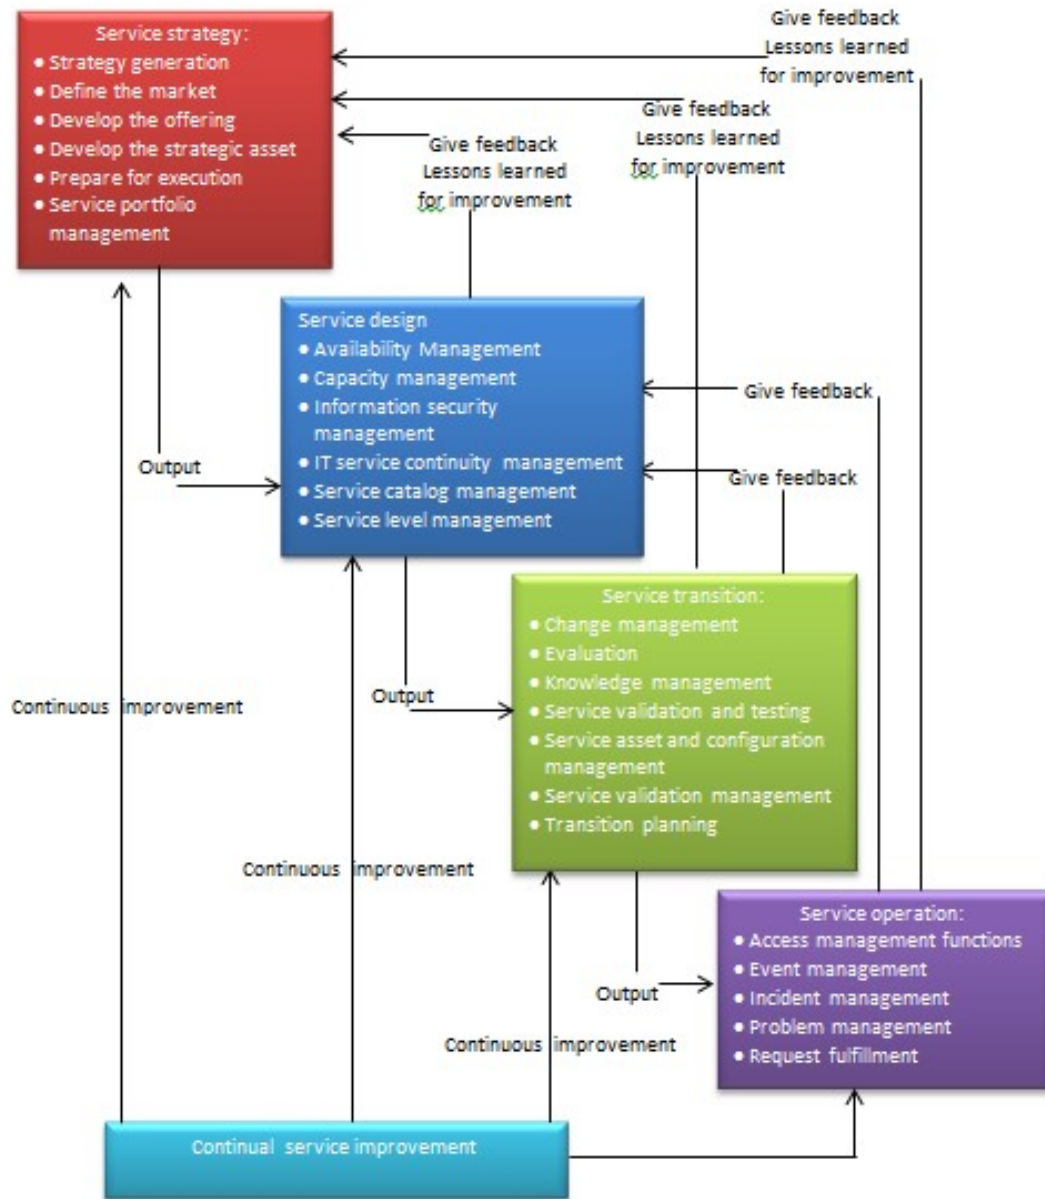 Service strategy:
● Strategy generation
● Define the market
● Develop the offering
● Develop the strategic asset
● Prepare for execution
● Service portfolio
management
Give feedback
Lessons learned
for improvement
Give feedback
Lessons learned
for improvement
Give feedback
Lessons learned
for improvement
Service design
● Availability Management
● Capacity management
● Information security
management
● IT service continuity management
● Service catalog management
● Service level management
Output
Give feedback
Give feedback
Service transition:
● Change management
● Evaluation
● Knowledge management
● Service validation and testing
● Service asset and configuration
management
● Service validation management
● Transition planning
Output
Continuous improvement
Continuous improvement
Service operation:
● Access management functions
● Event management
● Incident management
● Problem management
● Request fulfillment
Output
Continuous improvement
Continual service improvement